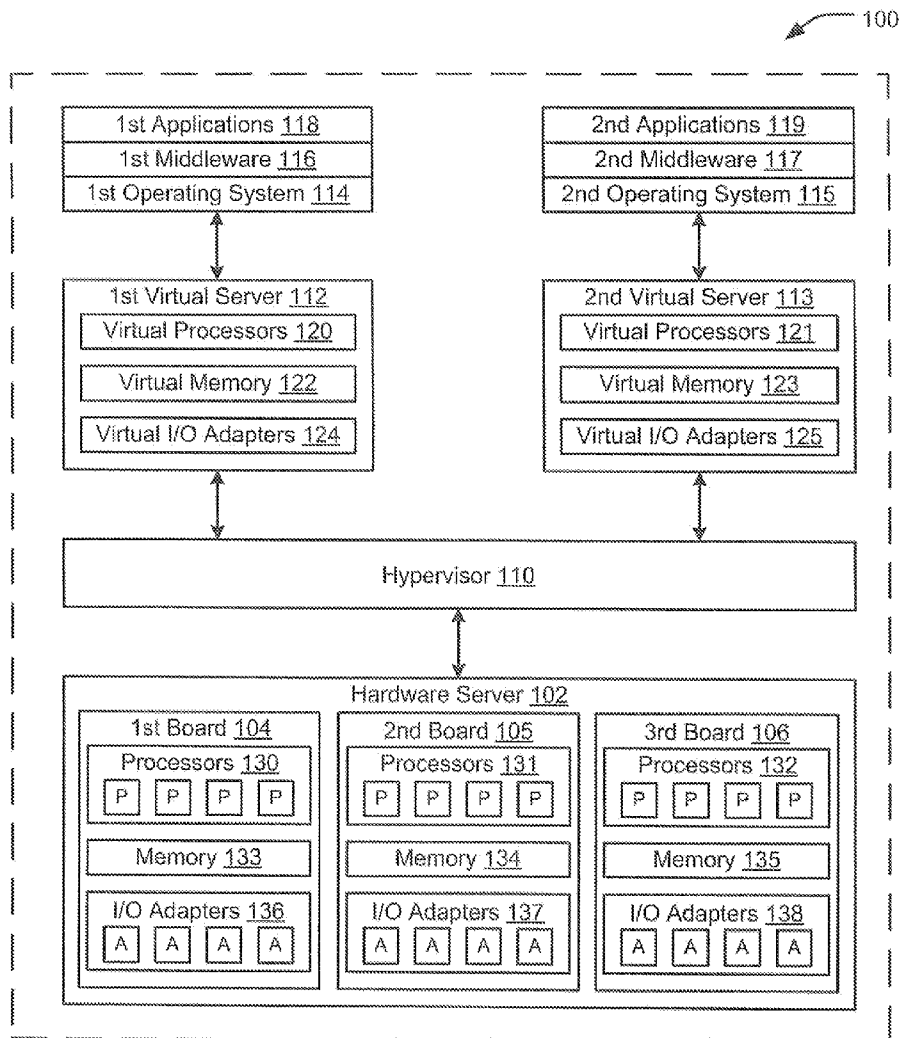 100
1st Applications 118
1st Middleware 116
1st Operating System 114
2nd Applications 119
2nd Middleware 117
2nd Operating System 115
1st Virtual Server 112
Virtual Processors 120
Virtual Memory 122
Virtual I/O Adapters 124
2nd Virtual Server 113
Virtual Processors 121
Virtual Memory 123
Virtual I/O Adapters 125
Hypervisor 110
Hardware Server 102
1st Board 104
Processors 130
P P P P
Memory 133
I/O Adapters 136
A A A A
2nd Board 105
Processors 131
P P P P
Memory 134
I/O Adapters 137
A A A A
3rd Board 106
Processors 132
P P P P
Memory 135
I/O Adapters 138
A A A A